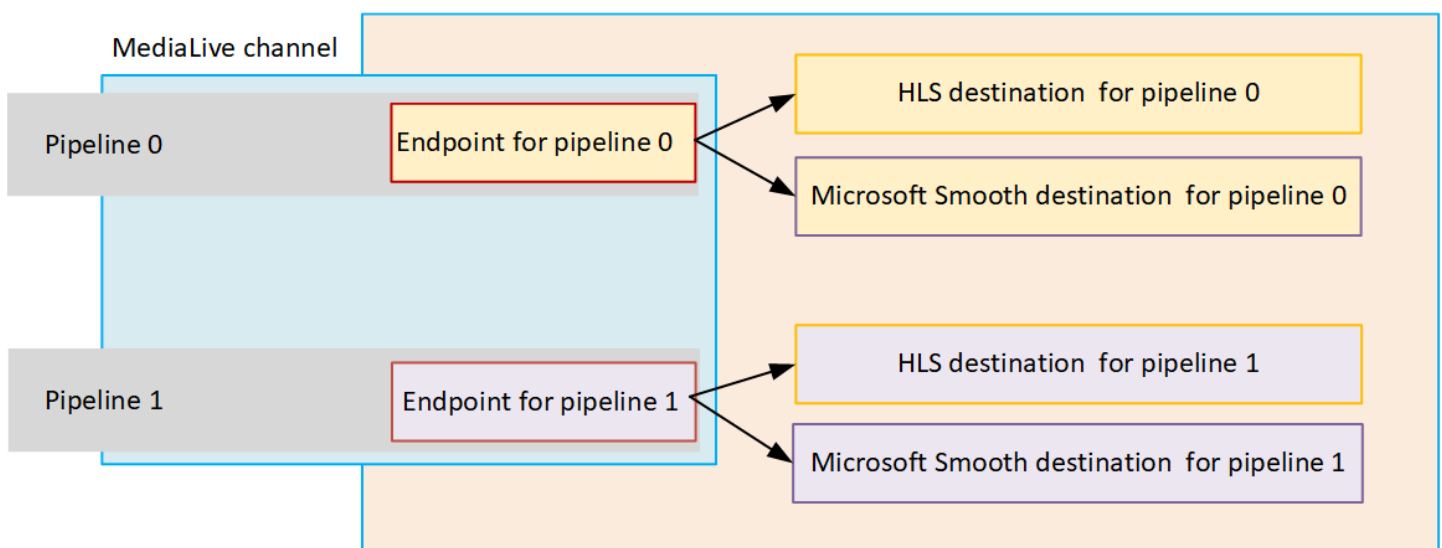 MediaLive channel
Pipeline 0
Endpoint for pipeline 0
HLS destination for pipeline 0
Microsoft Smooth destination for pipeline 0
Pipeline 1
Endpoint for pipeline 1
HLS destination for pipeline 1
Microsoft Smooth destination for pipeline 1